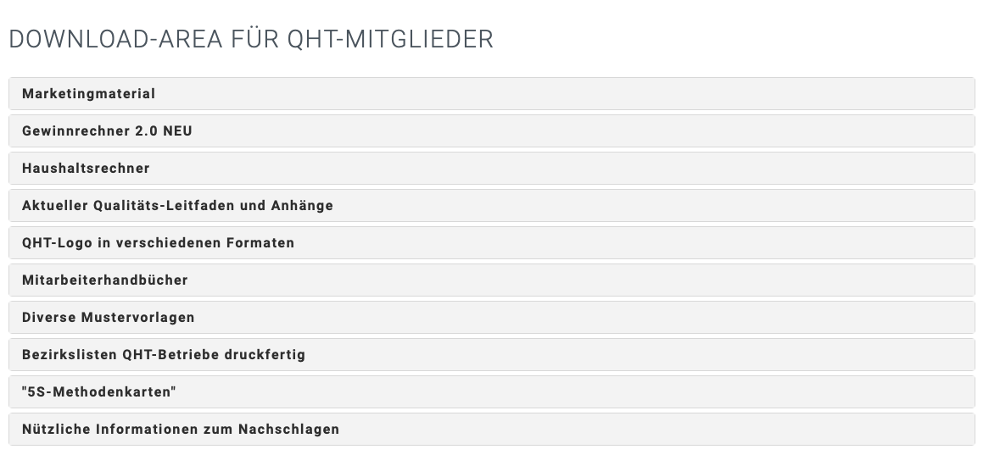 DOWNLOAD-AREA FÜR QHT-MITGLIEDER
Marketingmaterial
Gewinnrechner 2.0 NEU
Haushaltsrechner
Aktueller Qualitäts-Leitfaden und Anhänge
QHT-Logo in verschiedenen Formaten
Mitarbeiterhandbücher
Diverse Mustervorlagen
Bezirkslisten QHT-Betriebe druckfertig
"5S-Methodenkarten"
Nützliche Informationen zum Nachschlagen